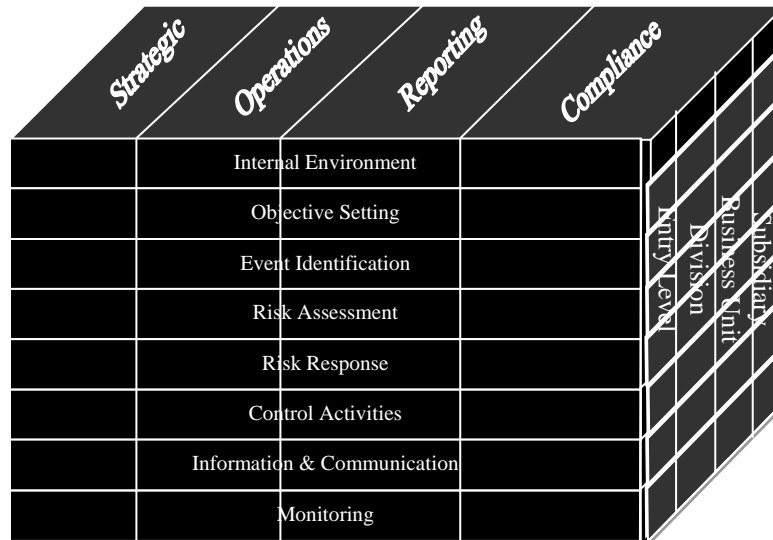 Strategic
Operations
Reporting
Compliance
Internal Environment
Objective Setting
Event Identification
Risk Assessment
Risk Response
Control Activities
Information & Communication
Monitoring
Entry Level
Division
Business Unit
Subsidiary